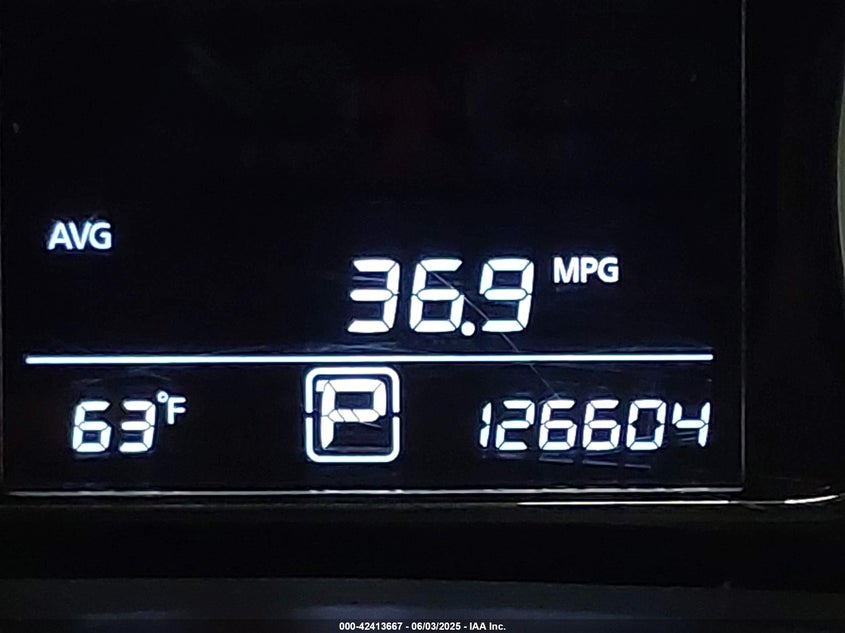 AVG
36.9 MPG
63°F P 126604
000-42413667 - 06/03/2025 - IAA Inc.